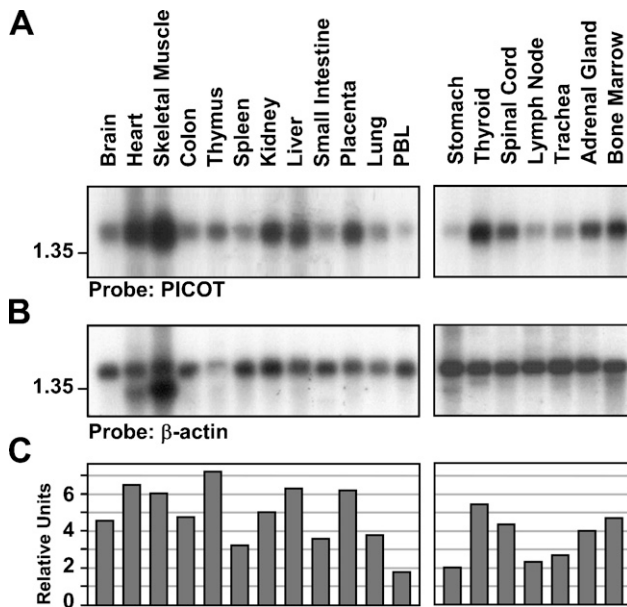 A
Brain
Heart
Skeletal Muscle
Colon
Thymus
Spleen
Kidney
Liver
Small Intestine
Placenta
Lung
PBL
Stomach
Thyroid
Spinal Cord
Lymph Node
Trachea
Adrenal Gland
Bone Marrow
1.35
Probe: PICOT
B
1.35
Probe: β-actin
C
Relative Units
6
4
2
0